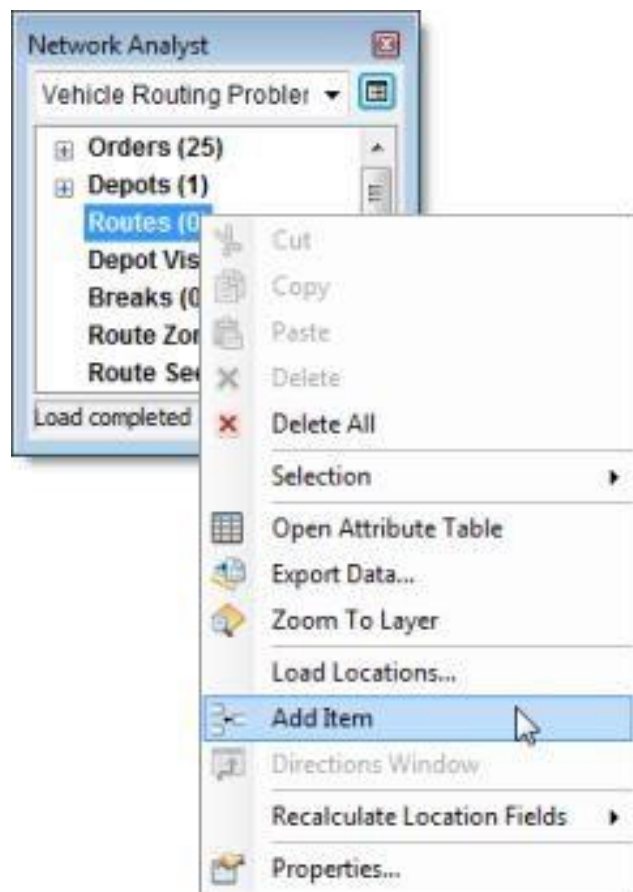 Network Analyst
Vehicle Routing Probler
Orders (25)
Depots (1)
Routes (0)
Depot Vis
Breaks (0
Route Zor
Route See
Load completed
Cut
Copy
Paste
Delete
Delete All
Selection
Open Attribute Table
Export Data...
Zoom To Layer
Load Locations...
Add Item
Directions Window
Recalculate Location Fields
Properties...